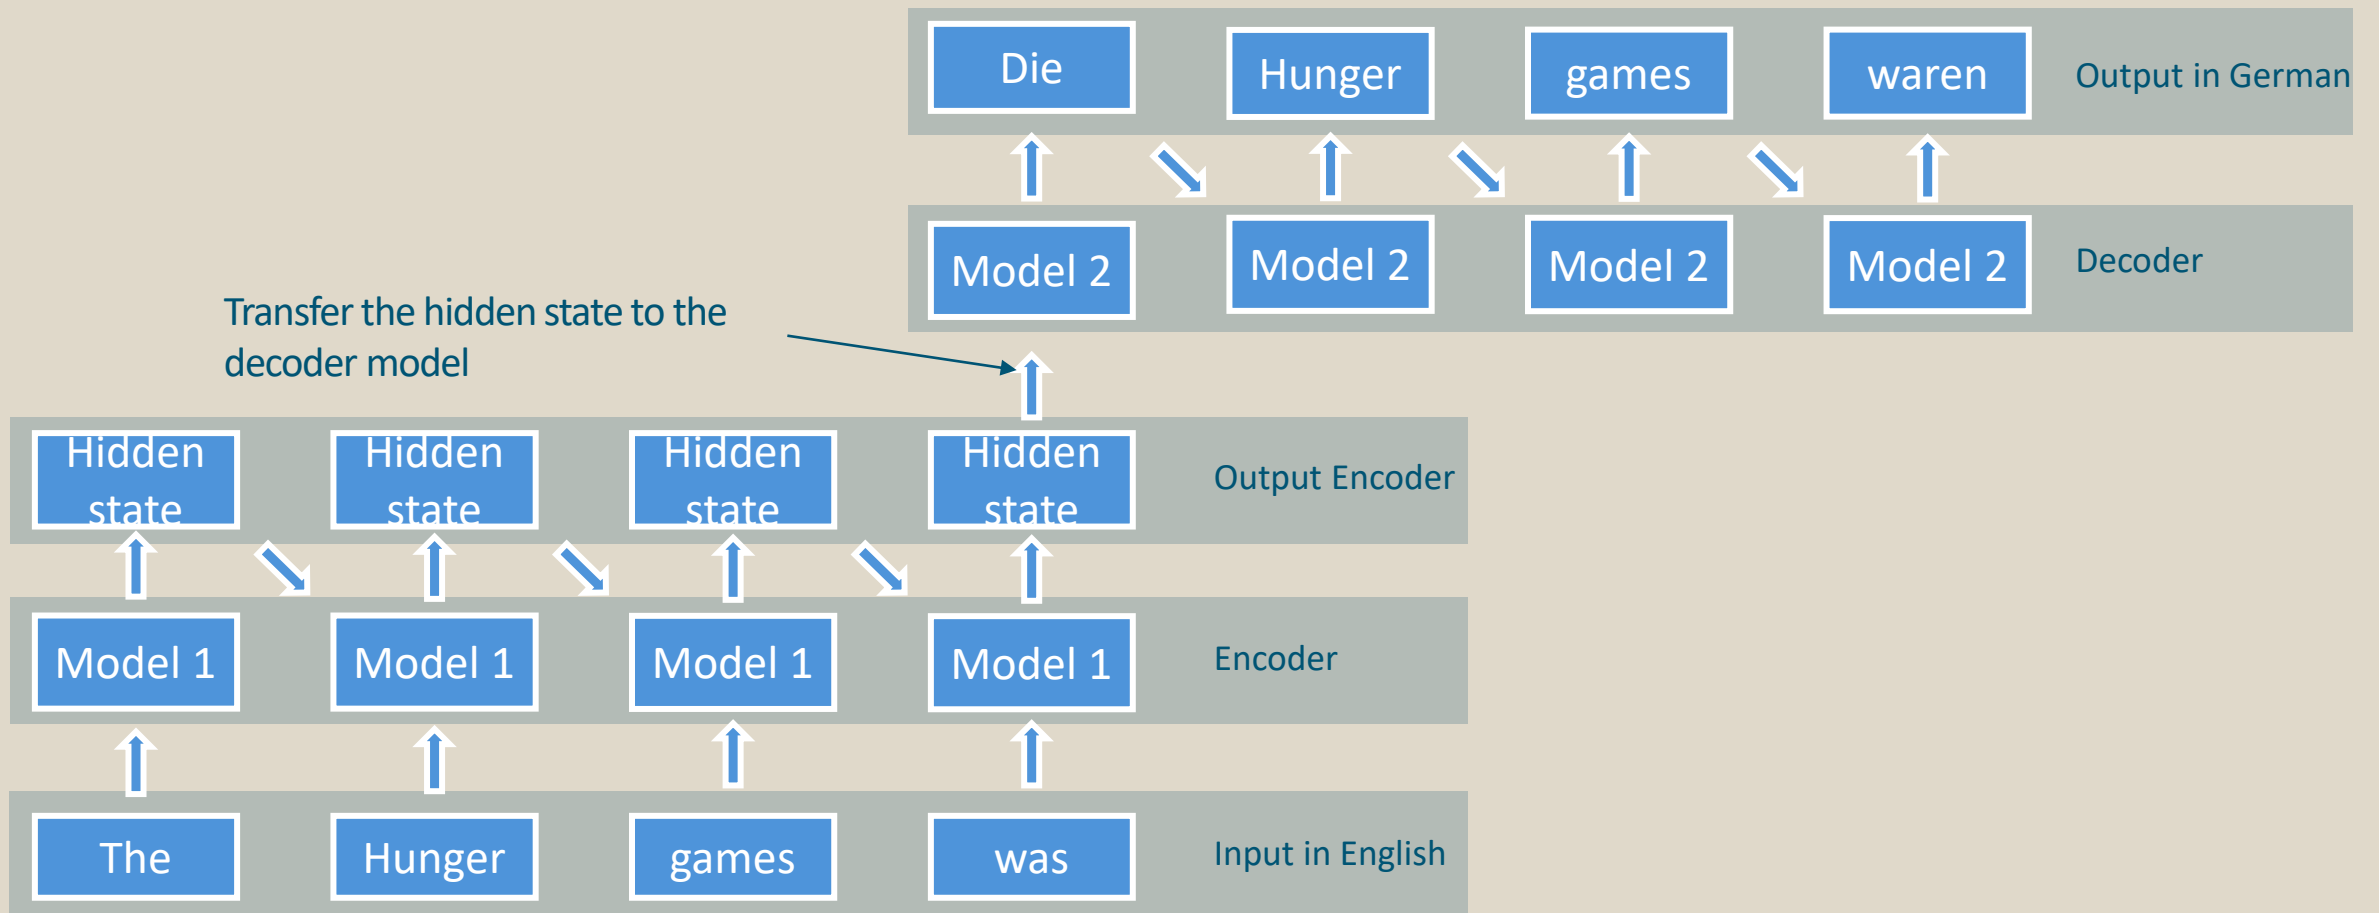 Die Hunger games waren Output in German
Model 2 Model 2 Model 2 Model 2 Decoder
Transfer the hidden state to the
decoder model
Hidden Hidden Hidden Hidden
state state state state
Output Encoder
Model 1 Model 1 Model 1 Model 1 Encoder
The Hunger games was Input in English